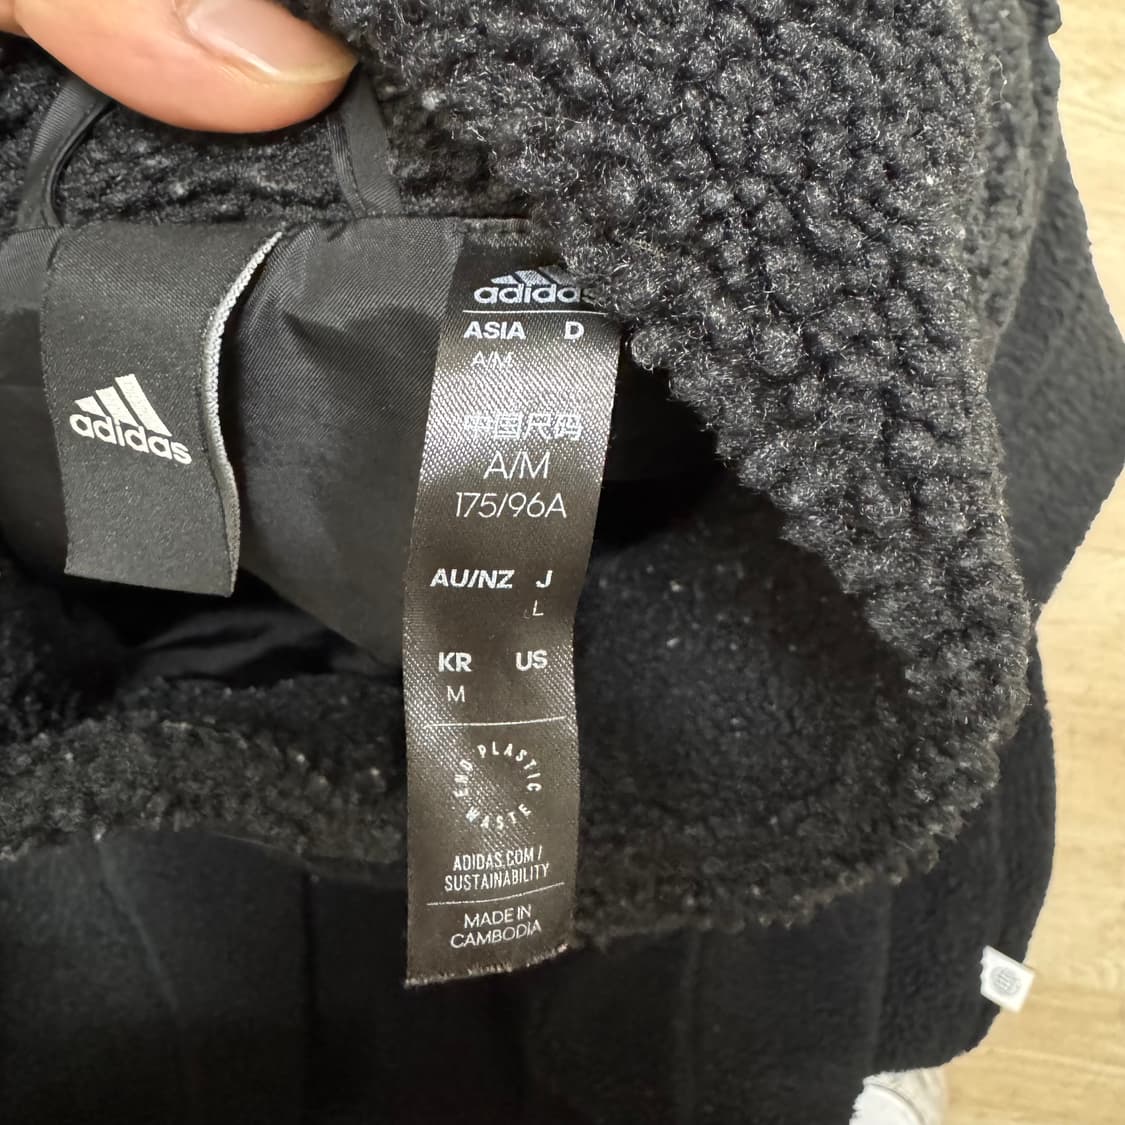 adidas
adidas
ASIA D
A/M
中国尺码
A/M
175/96A
AU/NZ J
L
KR US
M
END PLASTIC WASTE
ADIDAS.COM/
SUSTAINABILITY
MADE IN
CAMBODIA